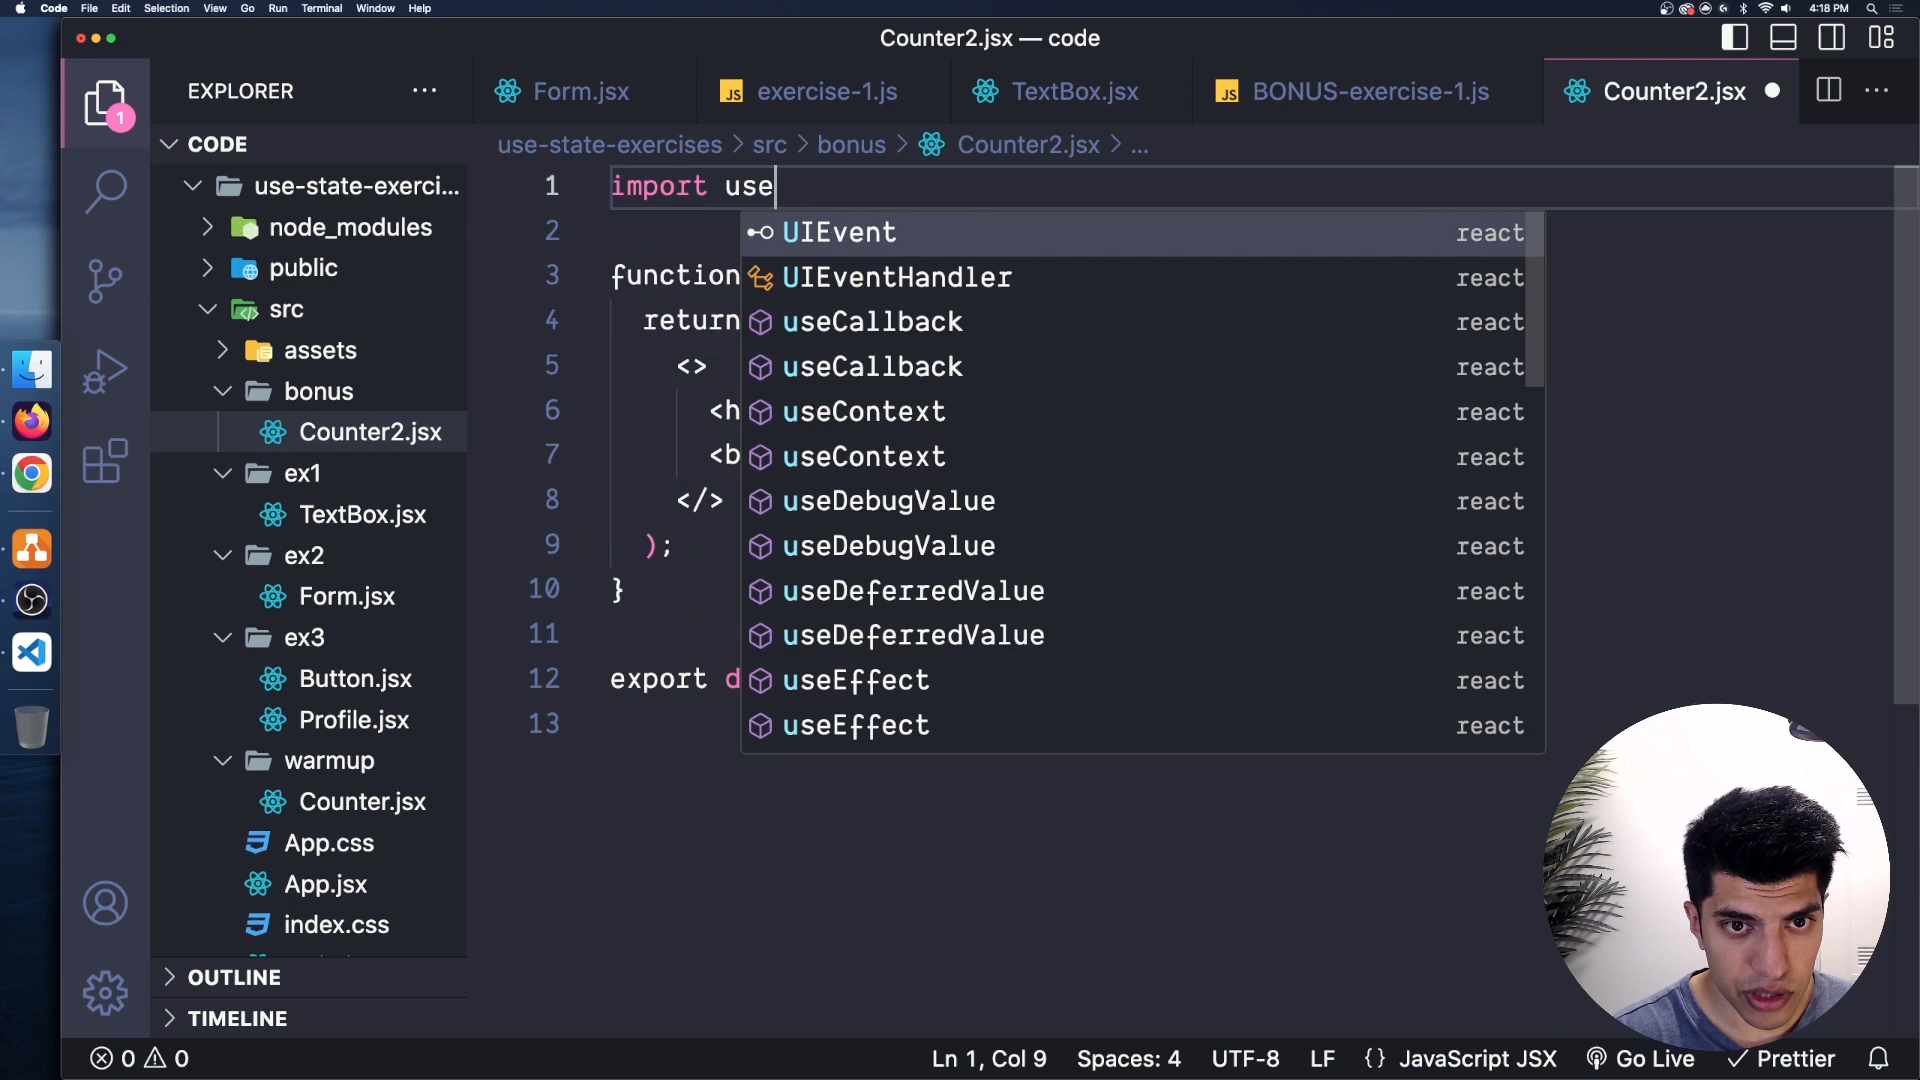 Code File Edit Selection View Go Run Terminal Window Help 4:18 PM
Counter2.jsx — code
EXPLORER
Form.jsx
JS exercise-1.js
TextBox.jsx
JS BONUS-exercise-1.js
Counter2.jsx
1
CODE
use-state-exercises > src > bonus > Counter2.jsx > ...
use-state-exerci...
node_modules
public
src
assets
bonus
Counter2.jsx
ex1
TextBox.jsx
ex2
Form.jsx
ex3
Button.jsx
Profile.jsx
warmup
Counter.jsx
App.css
App.jsx
index.css
OUTLINE
TIMELINE
1 import use
2
3 function
4 return
5 <>
6 <h
7 <b
8 </>
9 );
10 }
11
12 export d
13
UIEvent react
UIEventHandler react
useCallback react
useCallback react
useContext react
useContext react
useDebugValue react
useDebugValue react
useDeferredValue react
useDeferredValue react
useEffect react
useEffect react
0 0 Ln 1, Col 9 Spaces: 4 UTF-8 LF {} JavaScript JSX Go Live Prettier